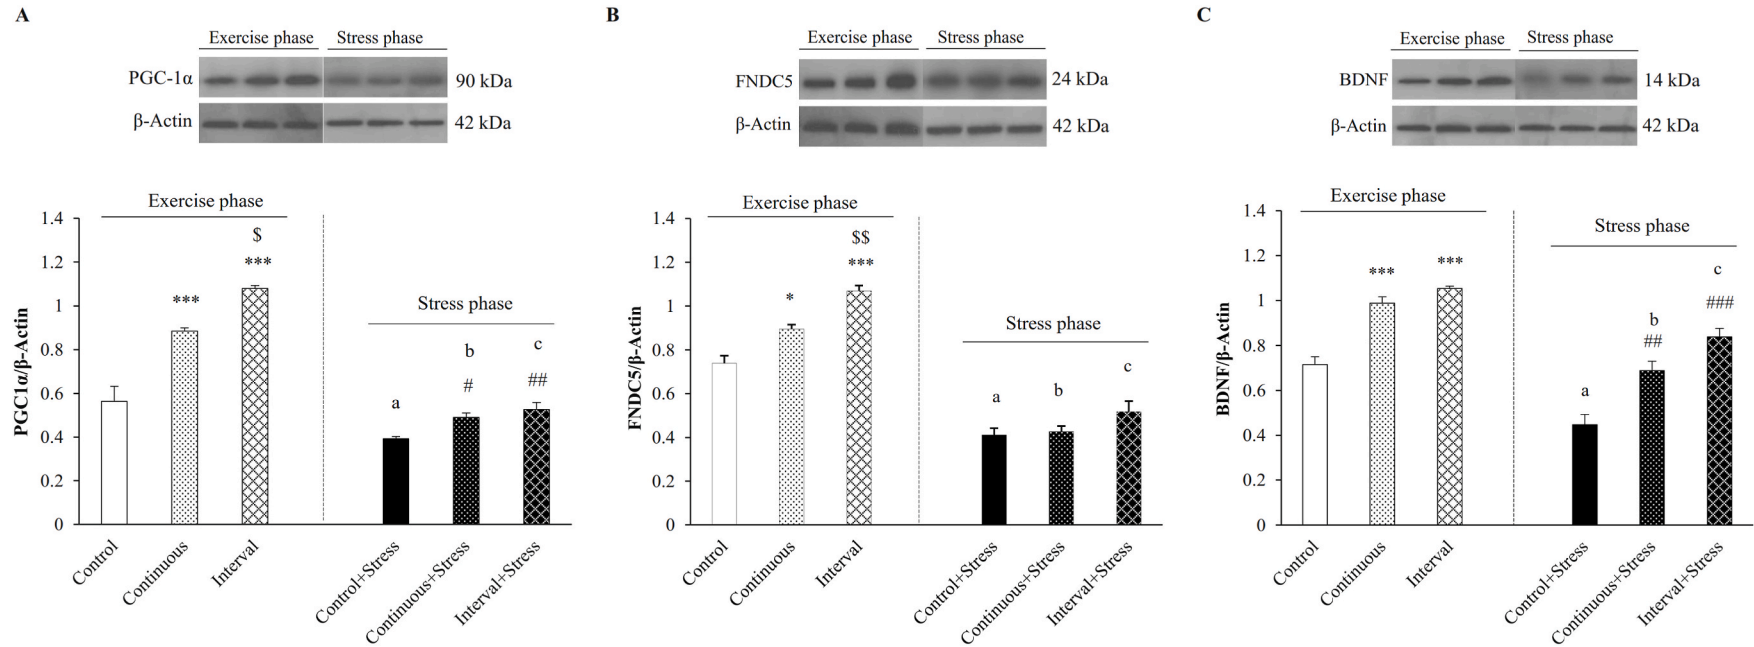 A
Exercise phase
Stress phase
PGC-1α
90 kDa
β-Actin
42 kDa
Exercise phase
1.4
1.2
1
0.8
0.6
0.4
0.2
0
PGC1α/β-Actin
***
$
***
Stress phase
a
b
#
c
##
Control
Continuous
Interval
Control+Stress
Continuous+Stress
Interval+Stress
B
Exercise phase
Stress phase
FNDC5
24 kDa
β-Actin
42 kDa
Exercise phase
1.4
1.2
1
0.8
0.6
0.4
0.2
0
FNDC5/β-Actin
*
$$
***
Stress phase
a
b
c
Control
Continuous
Interval
Control+Stress
Continuous+Stress
Interval+Stress
C
Exercise phase
Stress phase
BDNF
14 kDa
β-Actin
42 kDa
Exercise phase
1.4
1.2
1
0.8
0.6
0.4
0.2
0
BDNF/β-Actin
***
***
Stress phase
a
b
##
c
###
Control
Continuous
Interval
Control+Stress
Continuous+Stress
Interval+Stress